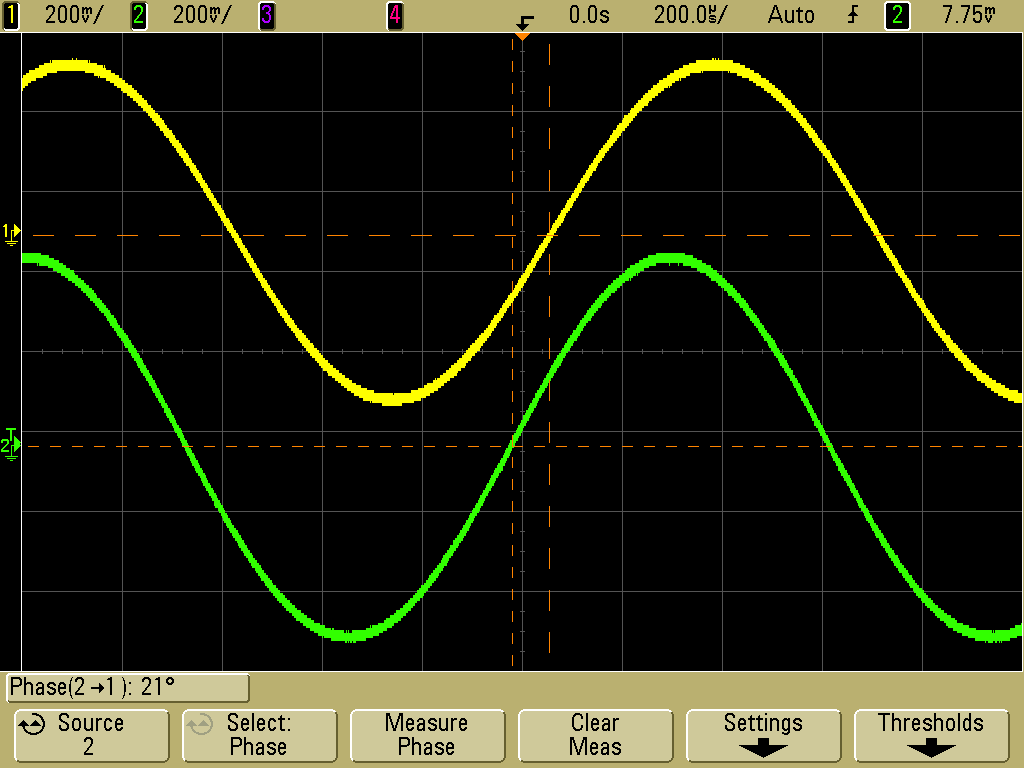 1 200mV/ 2 200mV/ 3 4 0.0s 200.0µs/ Auto 2 7.75V
1
T
2
Phase(2→1): 21°
Source
2
Select:
Phase
Measure
Phase
Clear
Meas
Settings
Thresholds